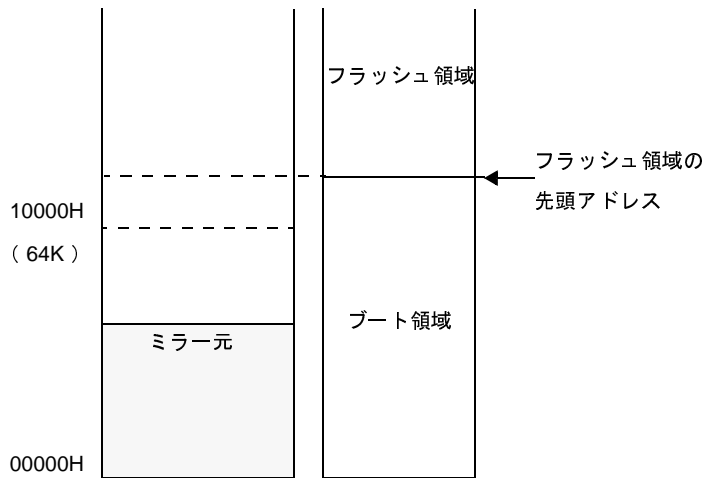 フラッシュ領域
フラッシュ領域の
先頭アドレス
10000H
（ 64K ）
ブート領域
ミラー元
00000H